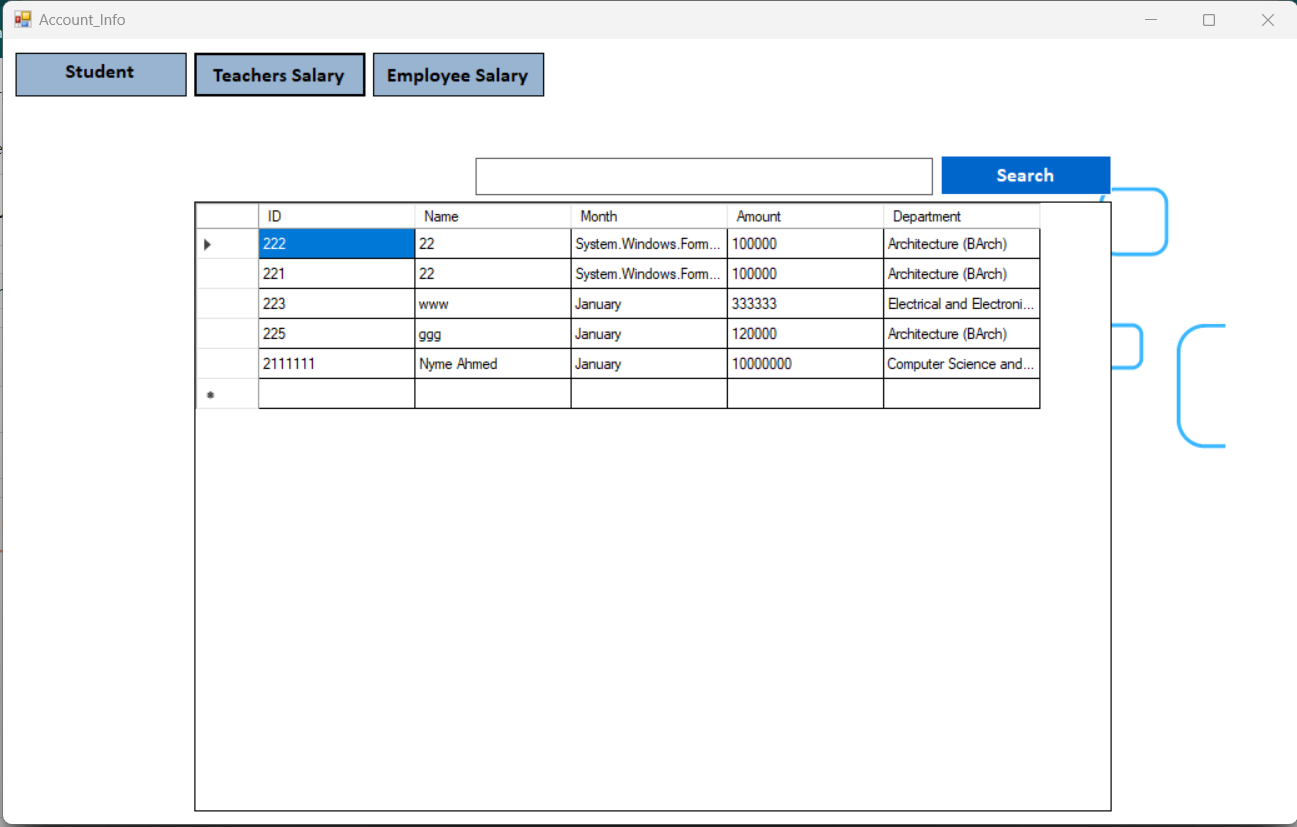 Account_Info
Student Teachers Salary Employee Salary
Search
ID Name Month Amount Department
222 22 System.Windows.Form... 100000 Architecture (BArch)
221 22 System.Windows.Form... 100000 Architecture (BArch)
223 www January 333333 Electrical and Electroni...
225 ggg January 120000 Architecture (BArch)
2111111 Nyme Ahmed January 10000000 Computer Science and...